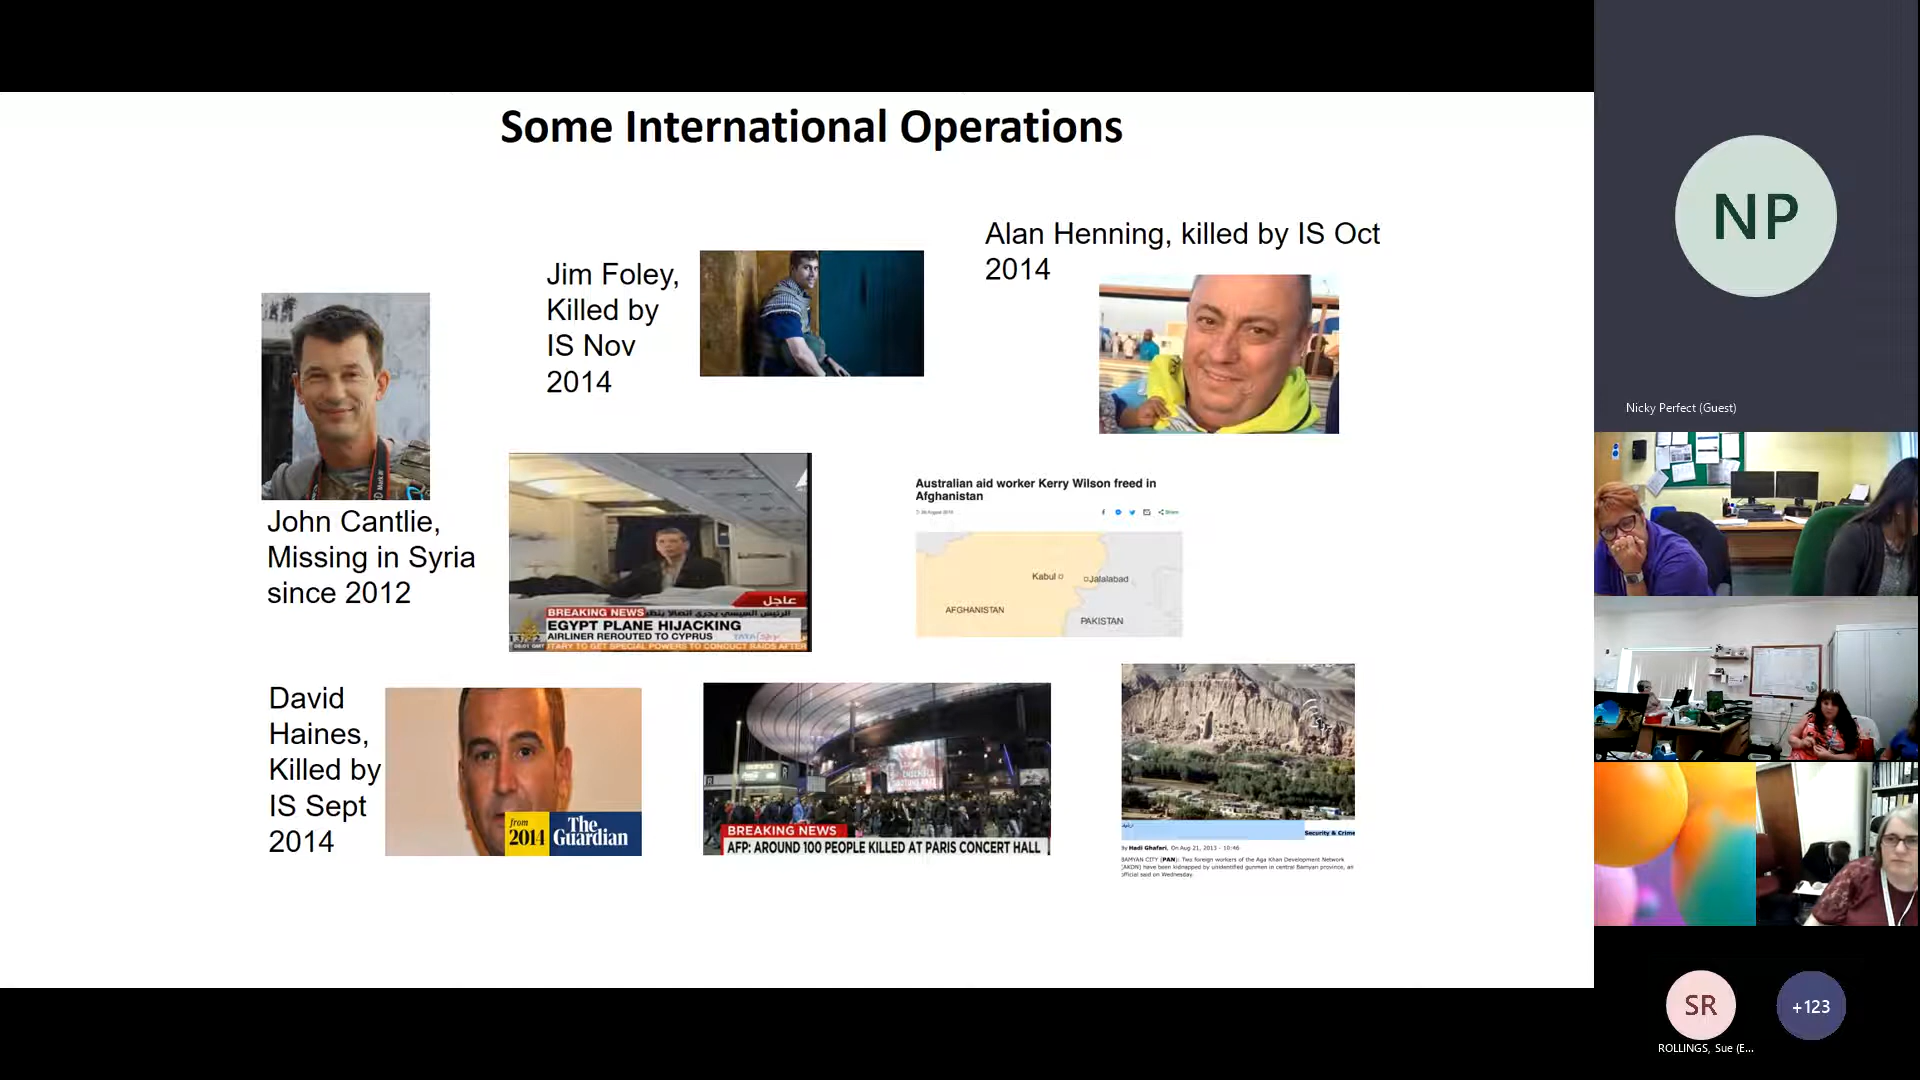 Some International Operations
Alan Henning, killed by IS Oct
2014
Jim Foley,
Killed by
IS Nov
2014
John Cantlie,
Missing in Syria
since 2012
عاجل
BREAKING NEWS
EGYPT PLANE HIJACKING
AIRLINER REROUTED TO CYPRUS
TARY TO GET SPECIAL POWERS TO CONDUCT RAIDS AFTER
Australian aid worker Kerry Wilson freed in
Afghanistan
Share
Kabul
Jalalabad
AFGHANISTAN
PAKISTAN
David
Haines,
Killed by
IS Sept
2014
from
2014
The
Guardian
BREAKING NEWS
AFP: AROUND 100 PEOPLE KILLED AT PARIS CONCERT HALL
Security & Crime
By Hadi Ghafari, On Aug 21, 2013 - 10:46
BAMYAN CITY (PAN): Two foreign workers of the Aga Khan Development Network
(AKDN) have been kidnapped by unidentified gunmen in central Bamyan province, an
official said on Wednesday.
NP
Nicky Perfect (Guest)
SR
+123
ROLLINGS, Sue (E...